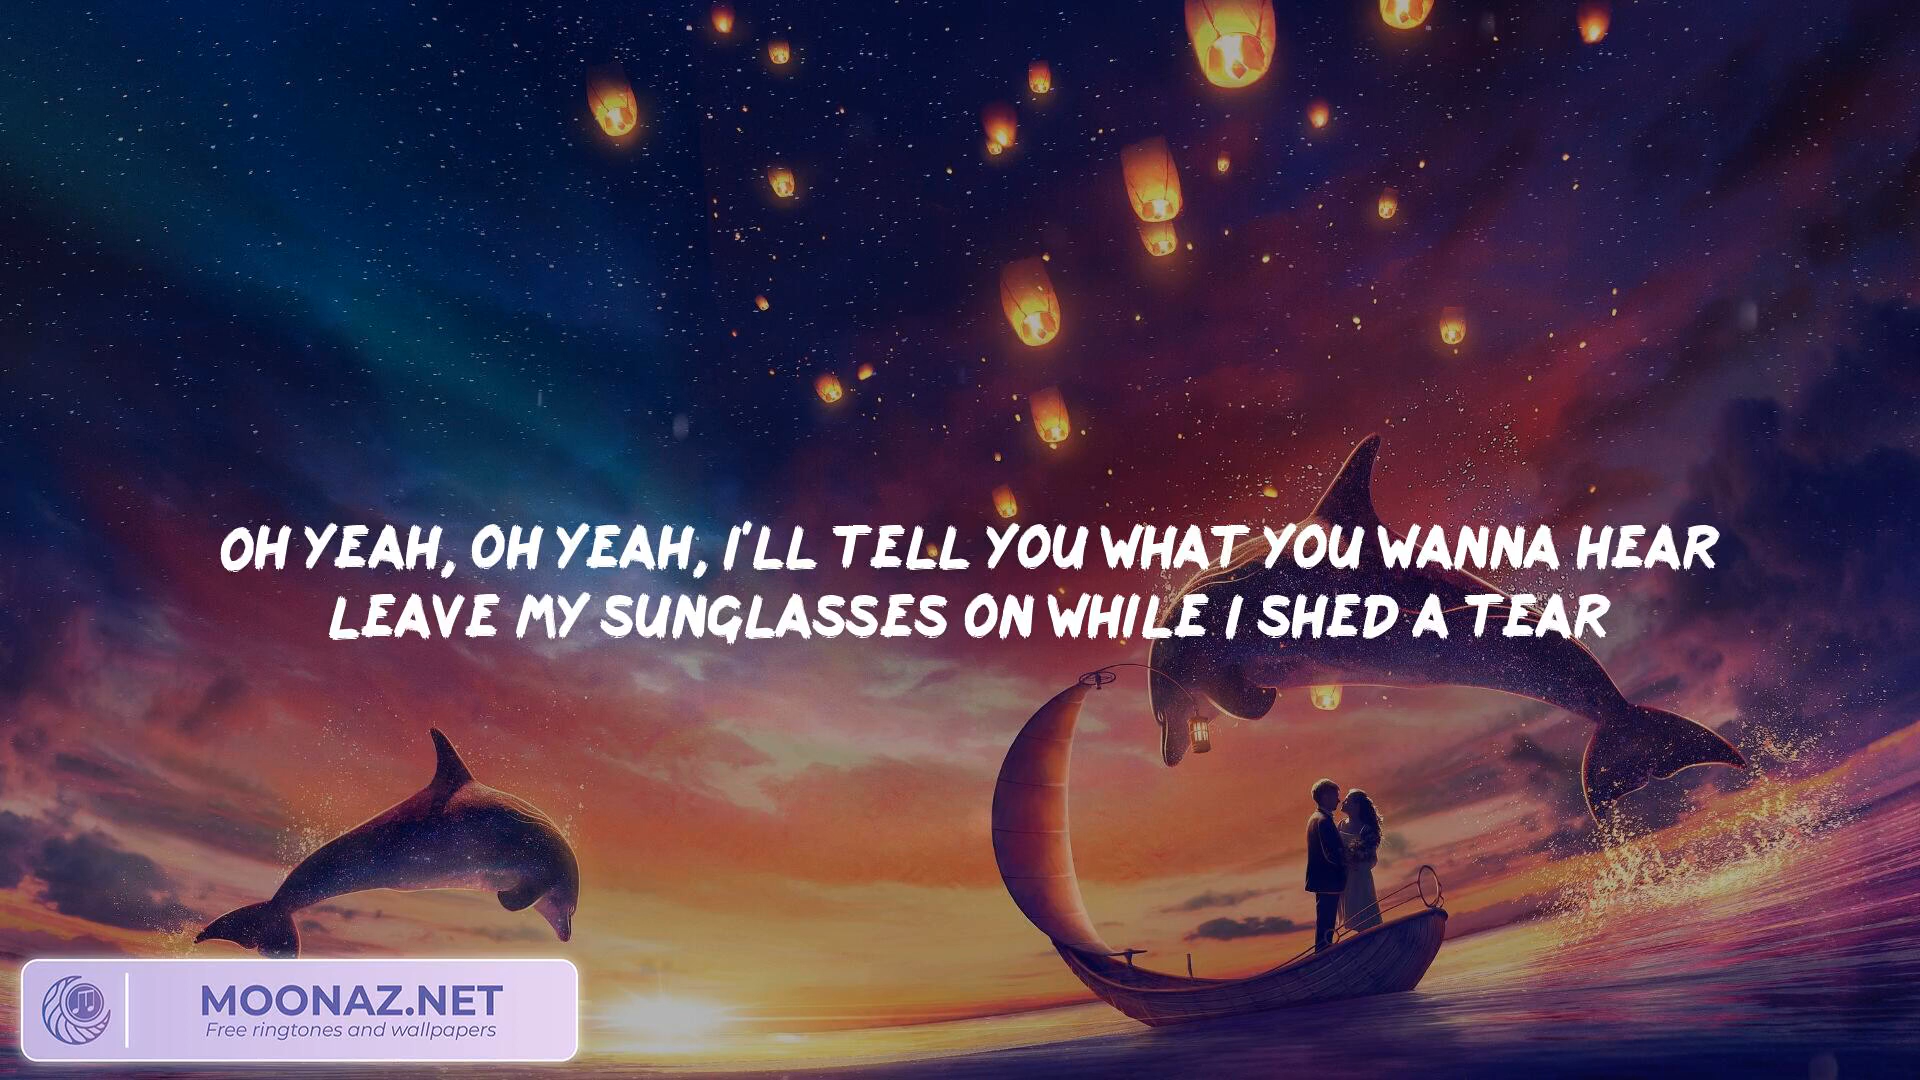 OH YEAH, OH YEAH, I'LL TELL YOU WHAT YOU WANNA HEAR
LEAVE MY SUNGLASSES ON WHILE I SHED A TEAR
MOONAZ.NET
Free ringtones and wallpapers